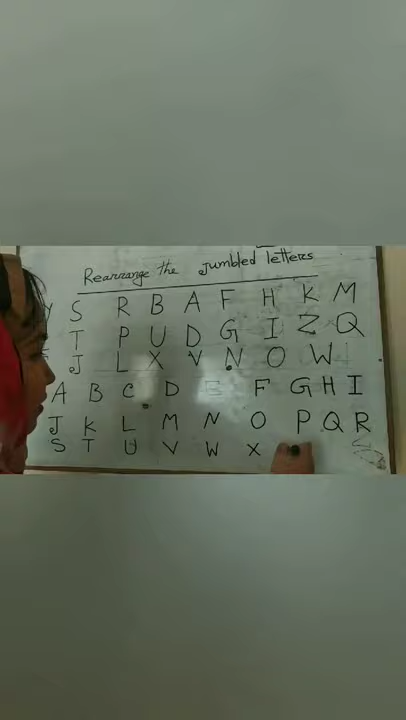 Rearrange the Jumbled letters
Y S R B A F H K M
T P U D G I Z Q
J L X V N O W
A B C D E F G H I
J K L M N O P Q R
S T U V W X